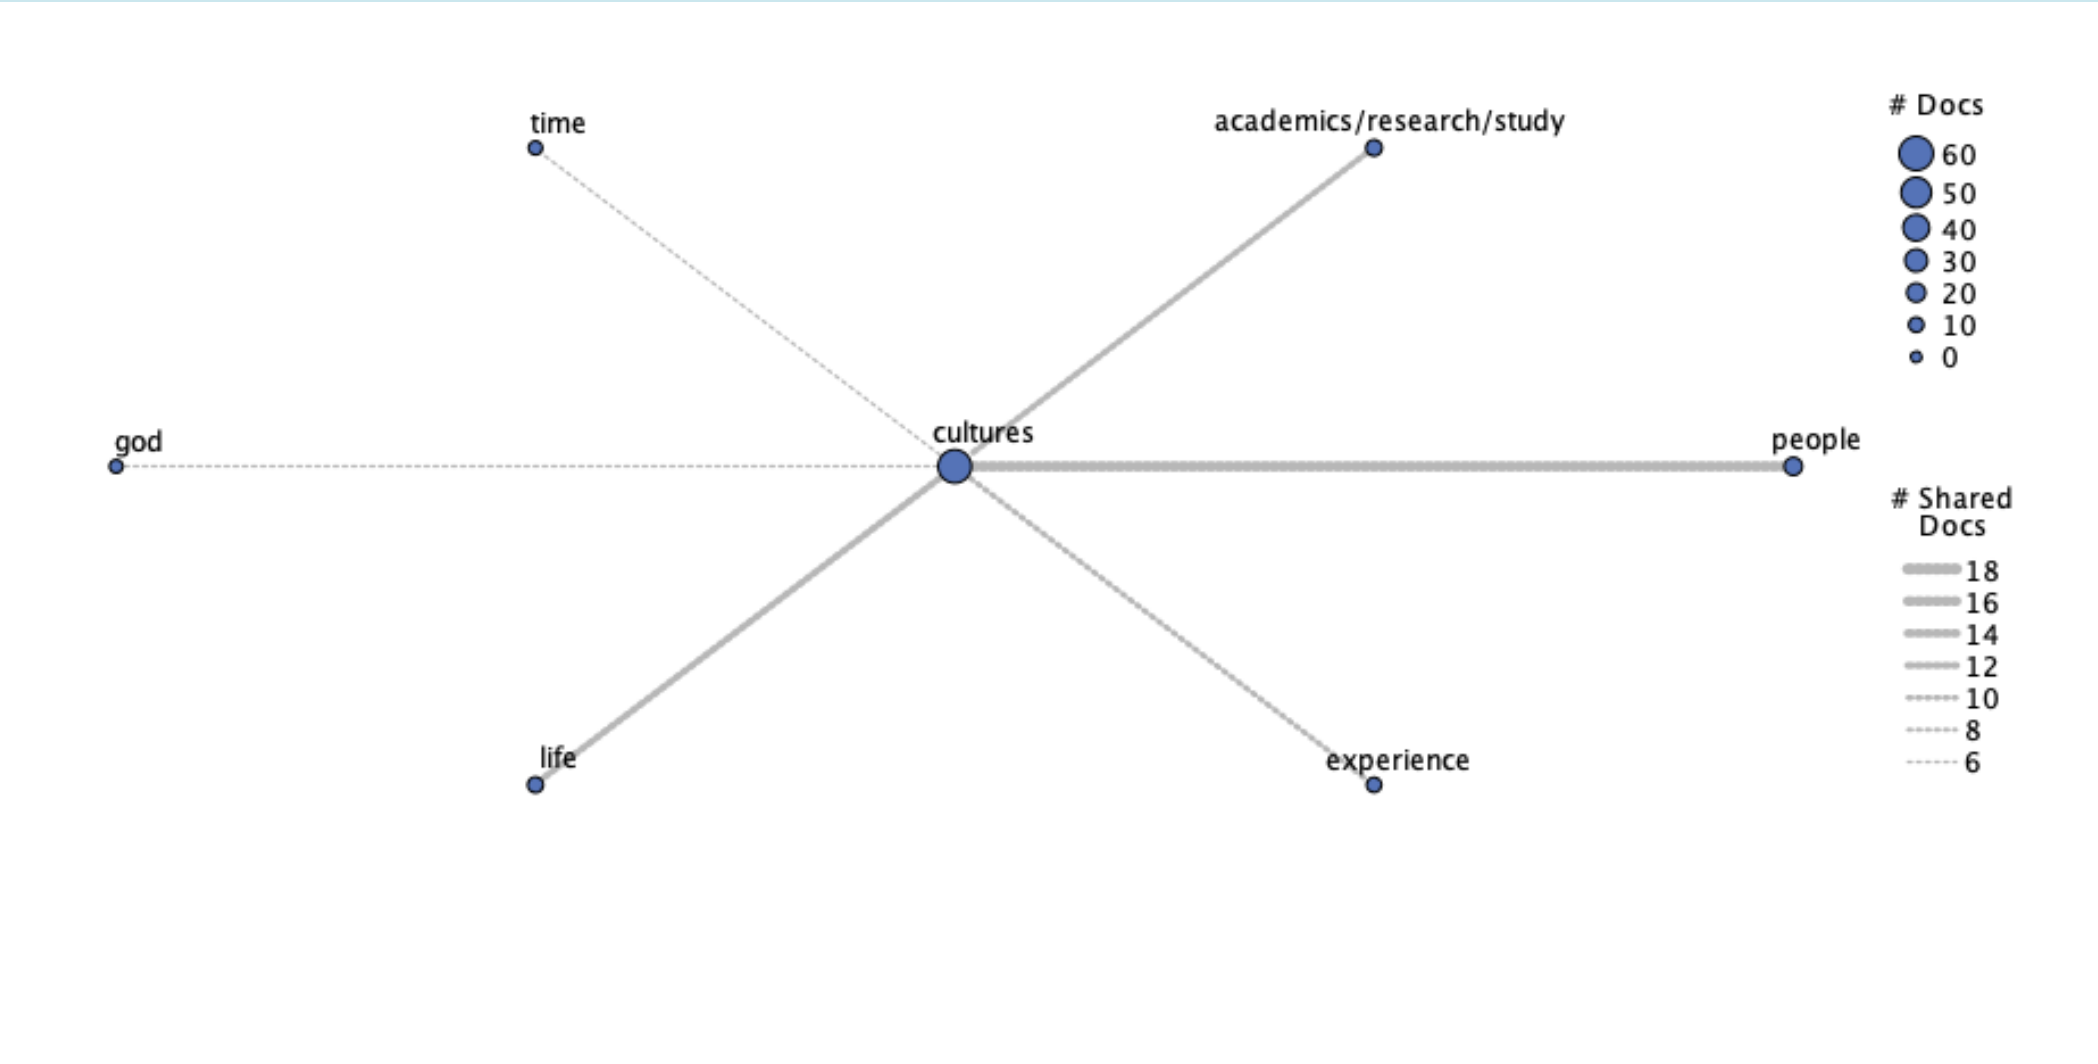 time
academics/research/study
god
cultures
people
life
experience
# Docs
60
50
40
30
20
10
0
# Shared
Docs
18
16
14
12
10
8
6